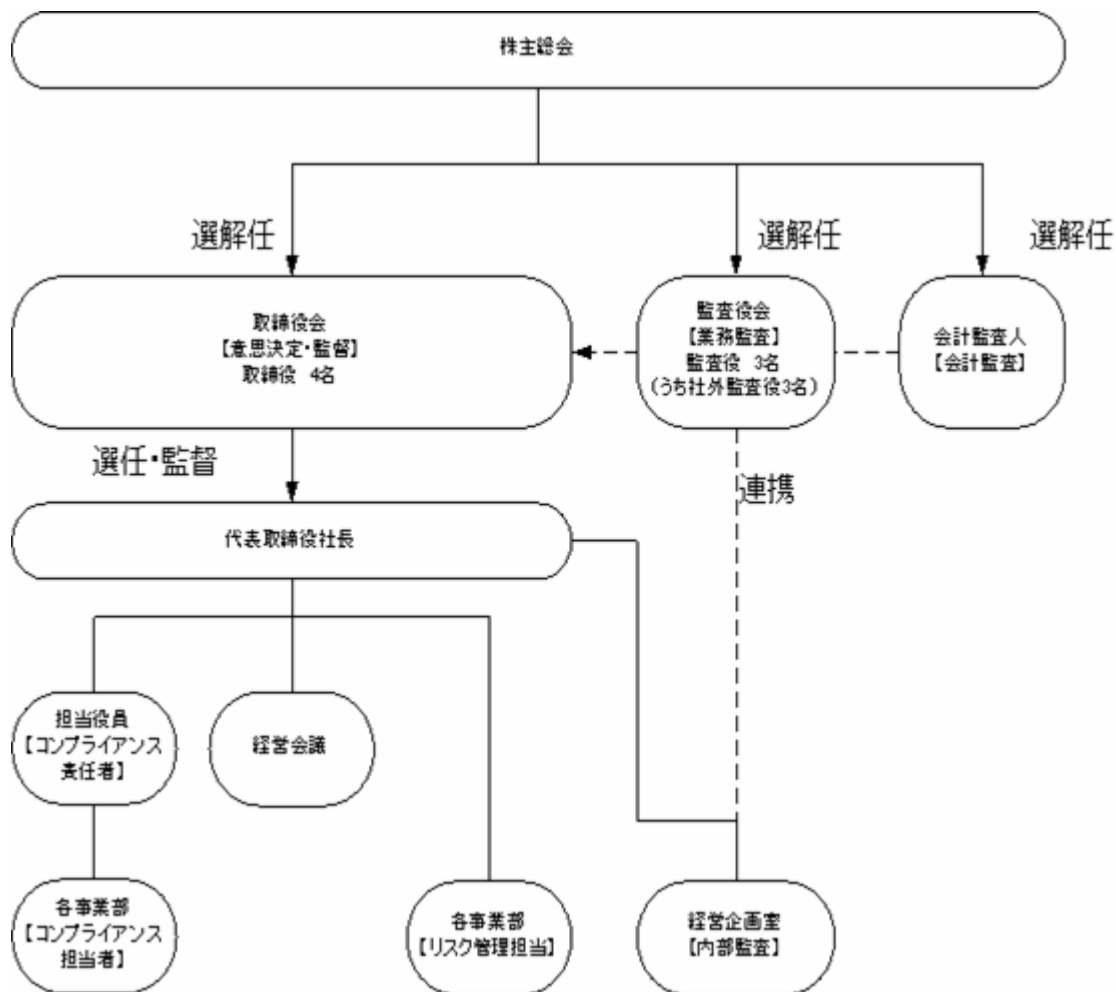 株主総会
選解任
選解任
選解任
取締役会
【意思決定・監督】
取締役 4名
監査役会
【業務監査】
監査役 3名
(うち社外監査役3名)
会計監査人
【会計監査】
選任・監督
連携
代表取締役社長
担当役員
【コンプライアンス
責任者】
経営会議
各事業部
【コンプライアンス
担当者】
各事業部
【リスク管理担当】
経営企画室
【内部監査】